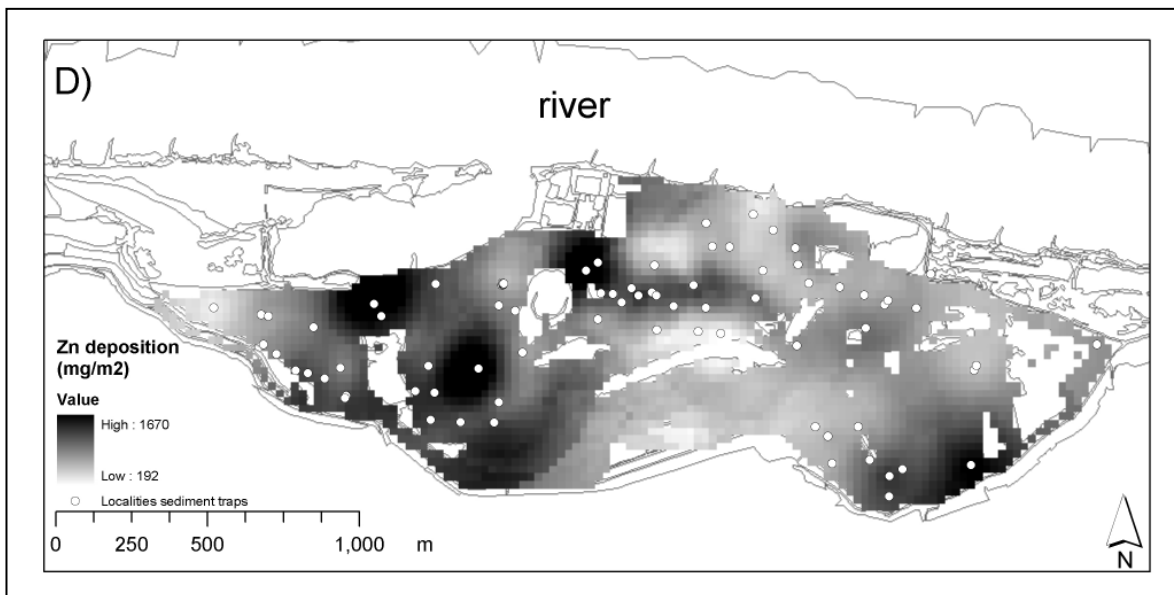 D)
river
Zn deposition
(mg/m2)
Value
High : 1670
Low : 192
Localities sediment traps
0 250 500 1,000 m
N